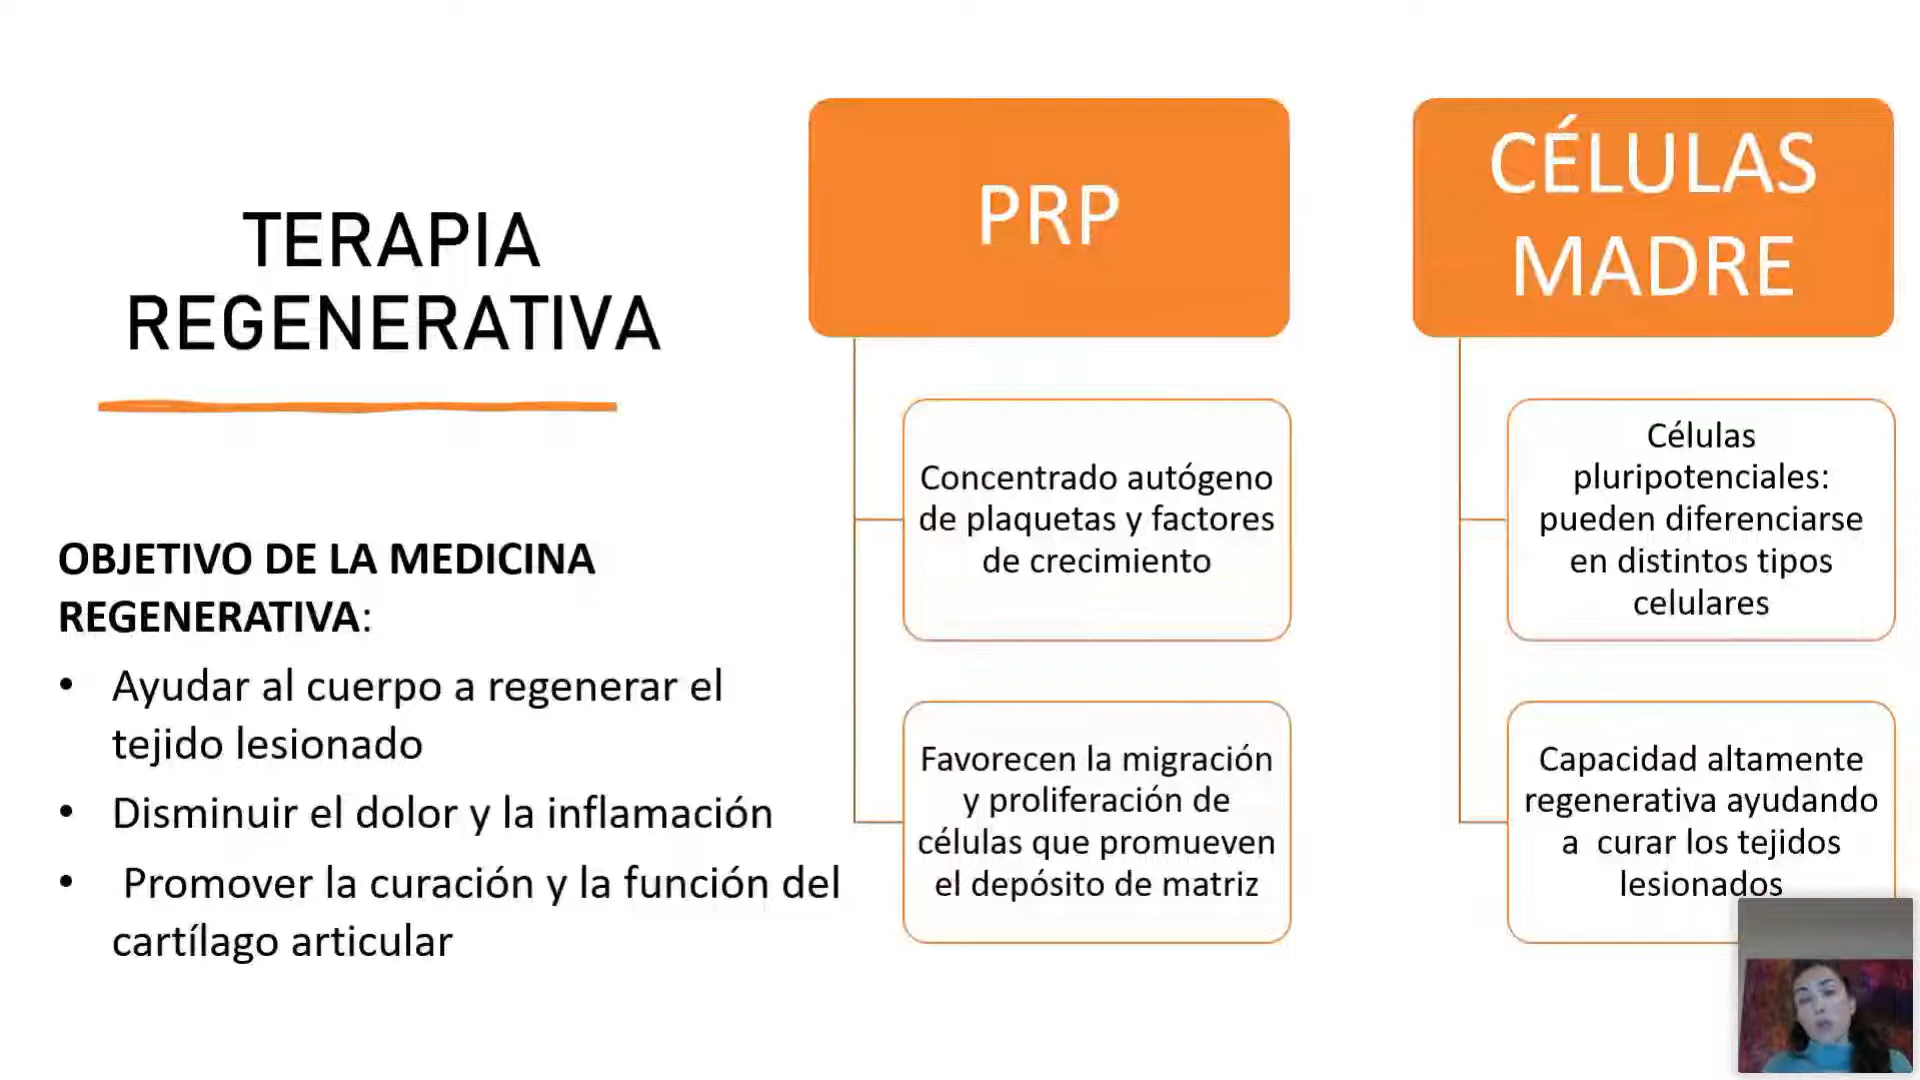 TERAPIA
REGENERATIVA
OBJETIVO DE LA MEDICINA
REGENERATIVA:
• Ayudar al cuerpo a regenerar el
tejido lesionado
• Disminuir el dolor y la inflamación
• Promover la curación y la función del
cartílago articular
PRP
Concentrado autógeno
de plaquetas y factores
de crecimiento
Favorecen la migración
y proliferación de
células que promueven
el depósito de matriz
CÉLULAS
MADRE
Células
pluripotenciales:
pueden diferenciarse
en distintos tipos
celulares
Capacidad altamente
regenerativa ayudando
a curar los tejidos
lesionados